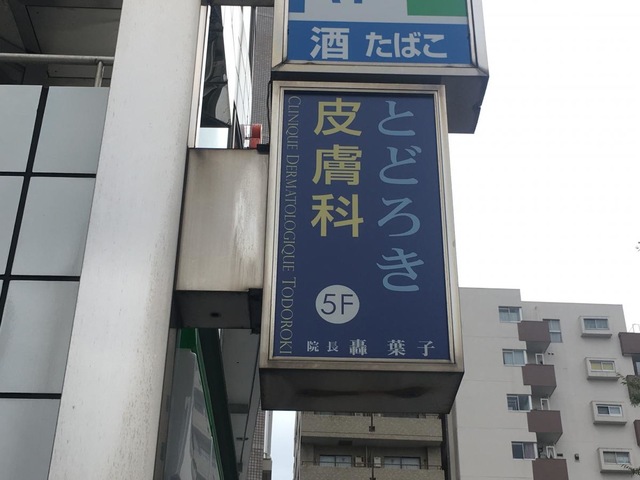 酒 たばこ
とどろき
皮膚科
CLINIQUE DERMATOLOGIQUE TODOROKI
5F
院長 轟 葉子